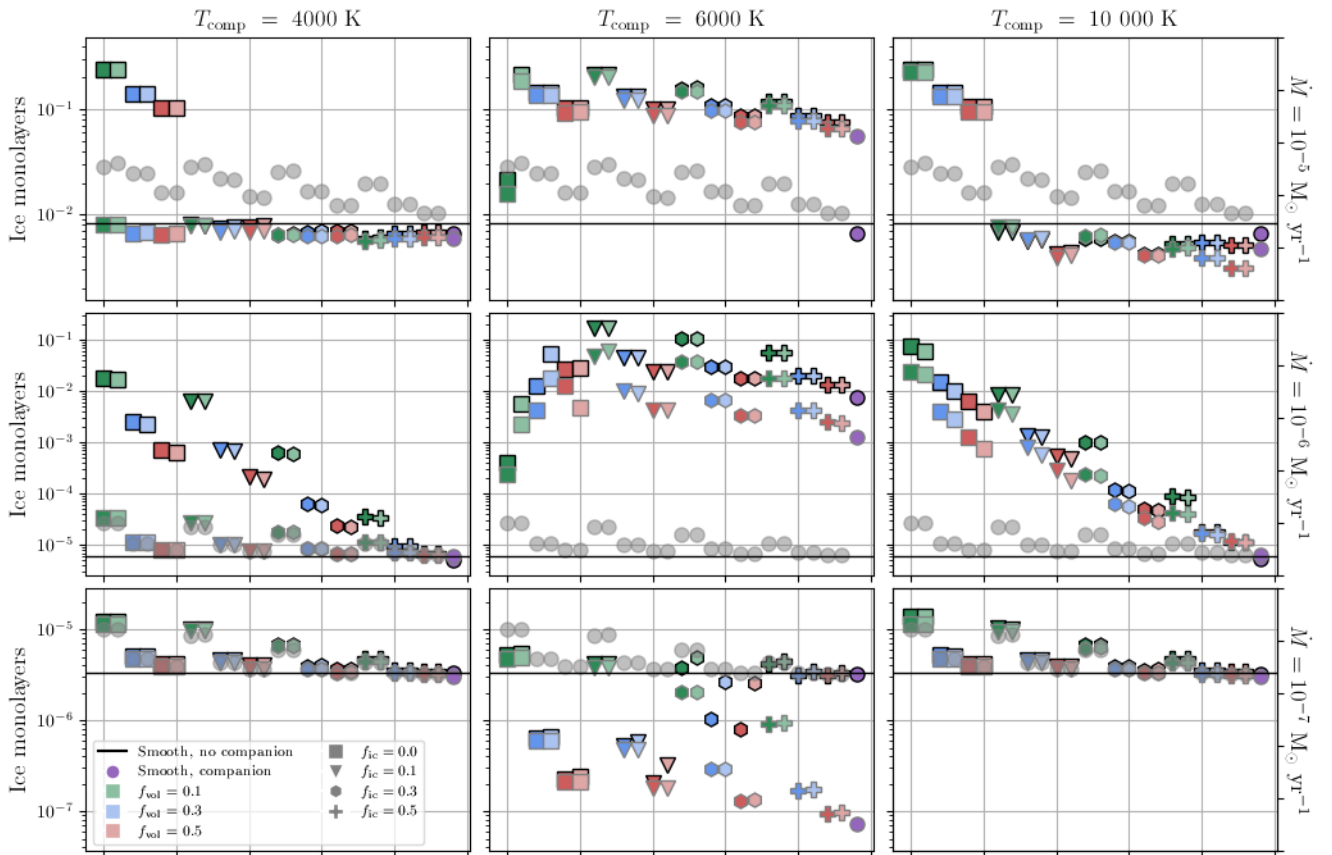 T_comp = 4000 K
T_comp = 6000 K
T_comp = 10 000 K
Ice monolayers
10⁻¹
10⁻²
Ṁ = 10⁻⁵ M☉ yr⁻¹
Ice monolayers
10⁻¹
10⁻²
10⁻³
10⁻⁴
10⁻⁵
Ṁ = 10⁻⁶ M☉ yr⁻¹
Ice monolayers
10⁻⁵
10⁻⁶
10⁻⁷
Ṁ = 10⁻⁷ M☉ yr⁻¹
Smooth, no companion
Smooth, companion
f_vol = 0.1
f_vol = 0.3
f_vol = 0.5
f_ic = 0.0
f_ic = 0.1
f_ic = 0.3
f_ic = 0.5